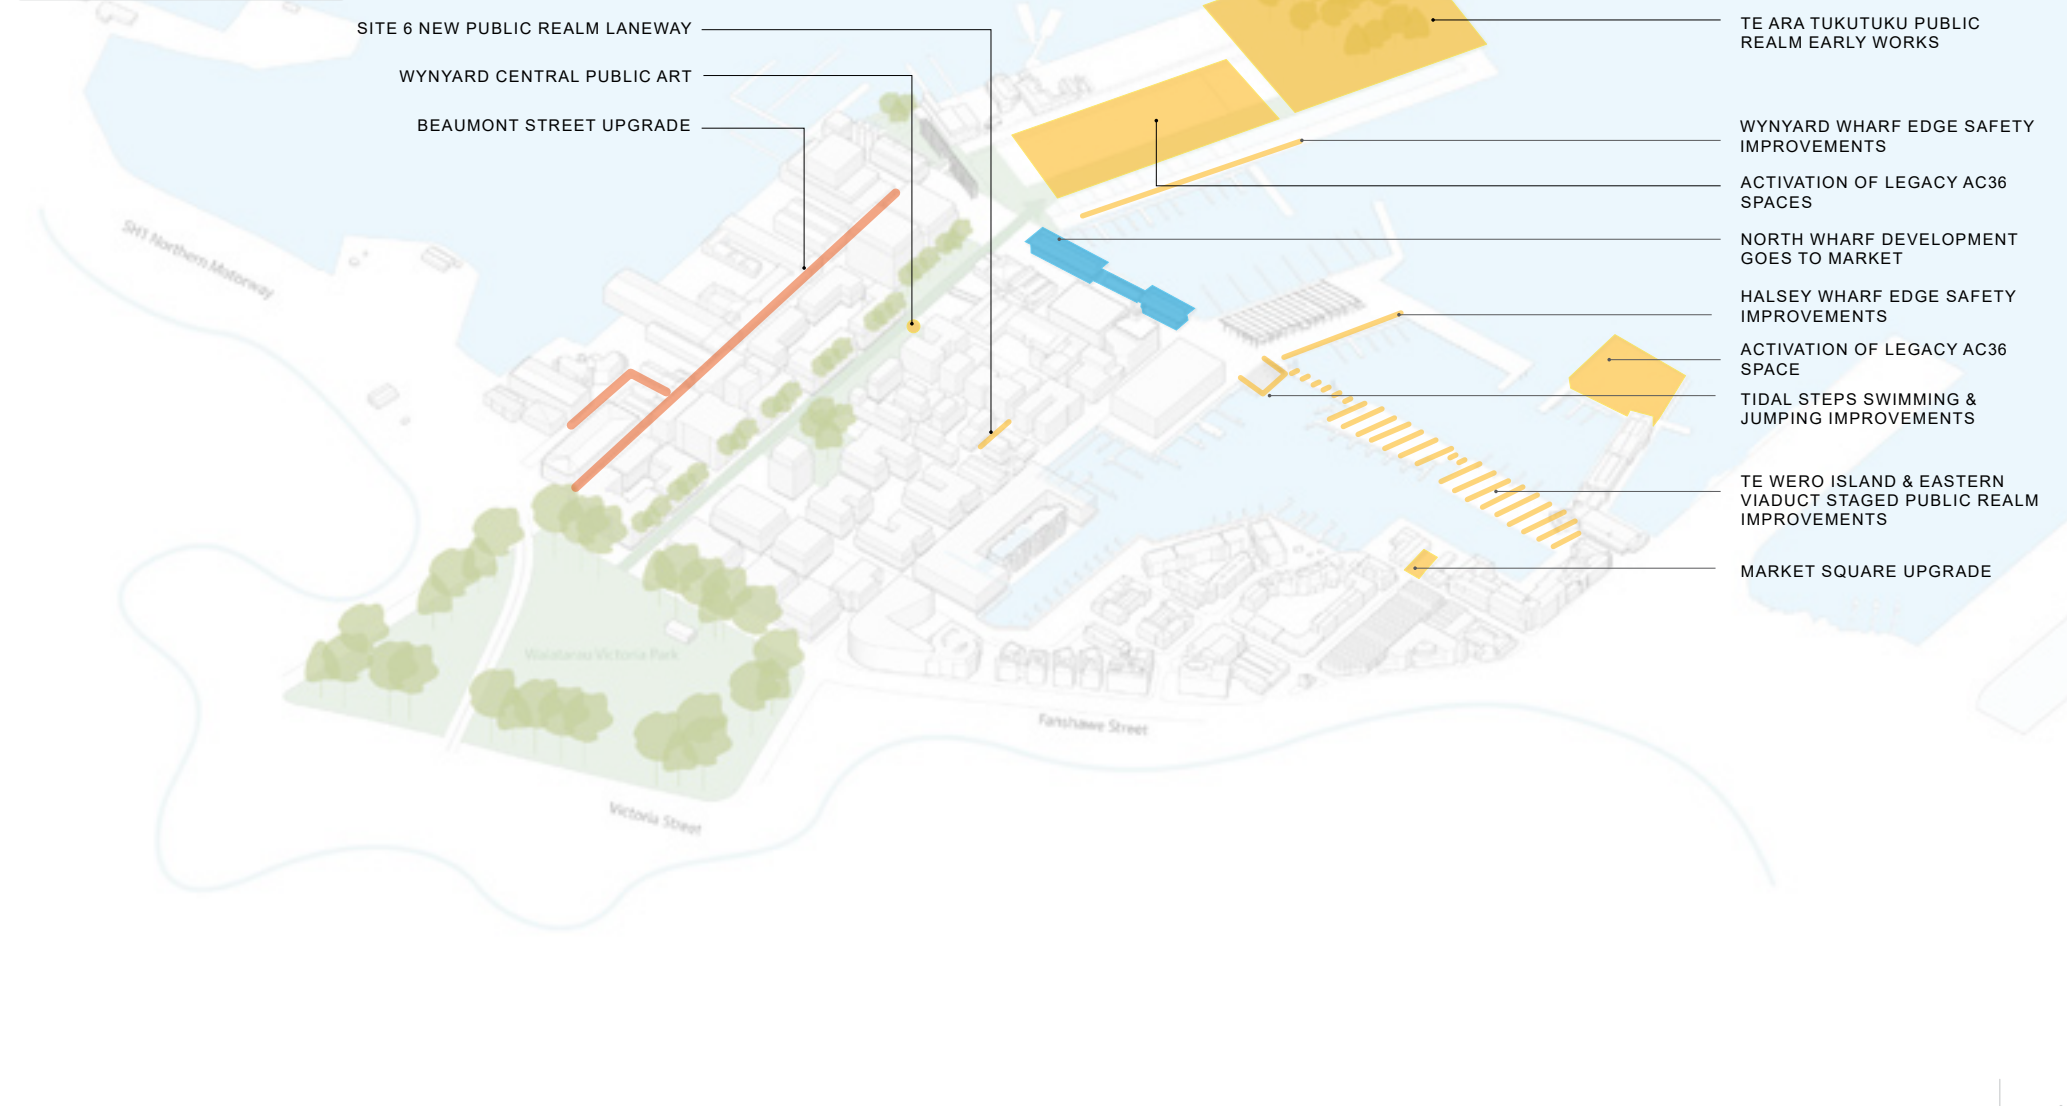 SITE 6 NEW PUBLIC REALM LANEWAY
WYNYARD CENTRAL PUBLIC ART
BEAUMONT STREET UPGRADE
TE ARA TUKUTUKU PUBLIC
REALM EARLY WORKS
WYNYARD WHARF EDGE SAFETY
IMPROVEMENTS
ACTIVATION OF LEGACY AC36
SPACES
NORTH WHARF DEVELOPMENT
GOES TO MARKET
HALSEY WHARF EDGE SAFETY
IMPROVEMENTS
ACTIVATION OF LEGACY AC36
SPACE
TIDAL STEPS SWIMMING &
JUMPING IMPROVEMENTS
TE WERO ISLAND & EASTERN
VIADUCT STAGED PUBLIC REALM
IMPROVEMENTS
MARKET SQUARE UPGRADE
SH1 Northern Motorway
Waiatarau Victoria Park
Fanshawe Street
Victoria Street